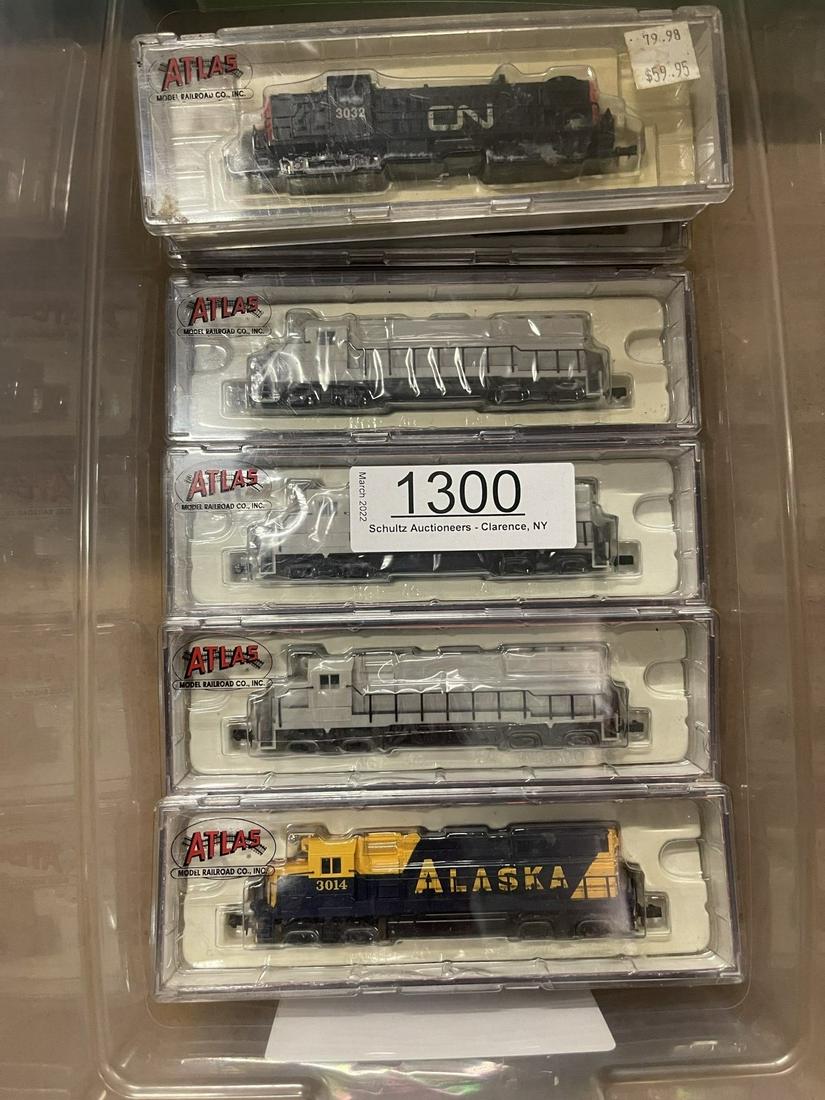 ATLAS
MODEL RAILROAD CO., INC.
79.98
$59.95
3032
CN
ATLAS
MODEL RAILROAD CO., INC.
ATLAS
MODEL RAILROAD CO., INC.
March 2022
1300
Schultz Auctioneers - Clarence, NY
ATLAS
MODEL RAILROAD CO., INC.
ATLAS
MODEL RAILROAD CO., INC.
3014
ALASKA